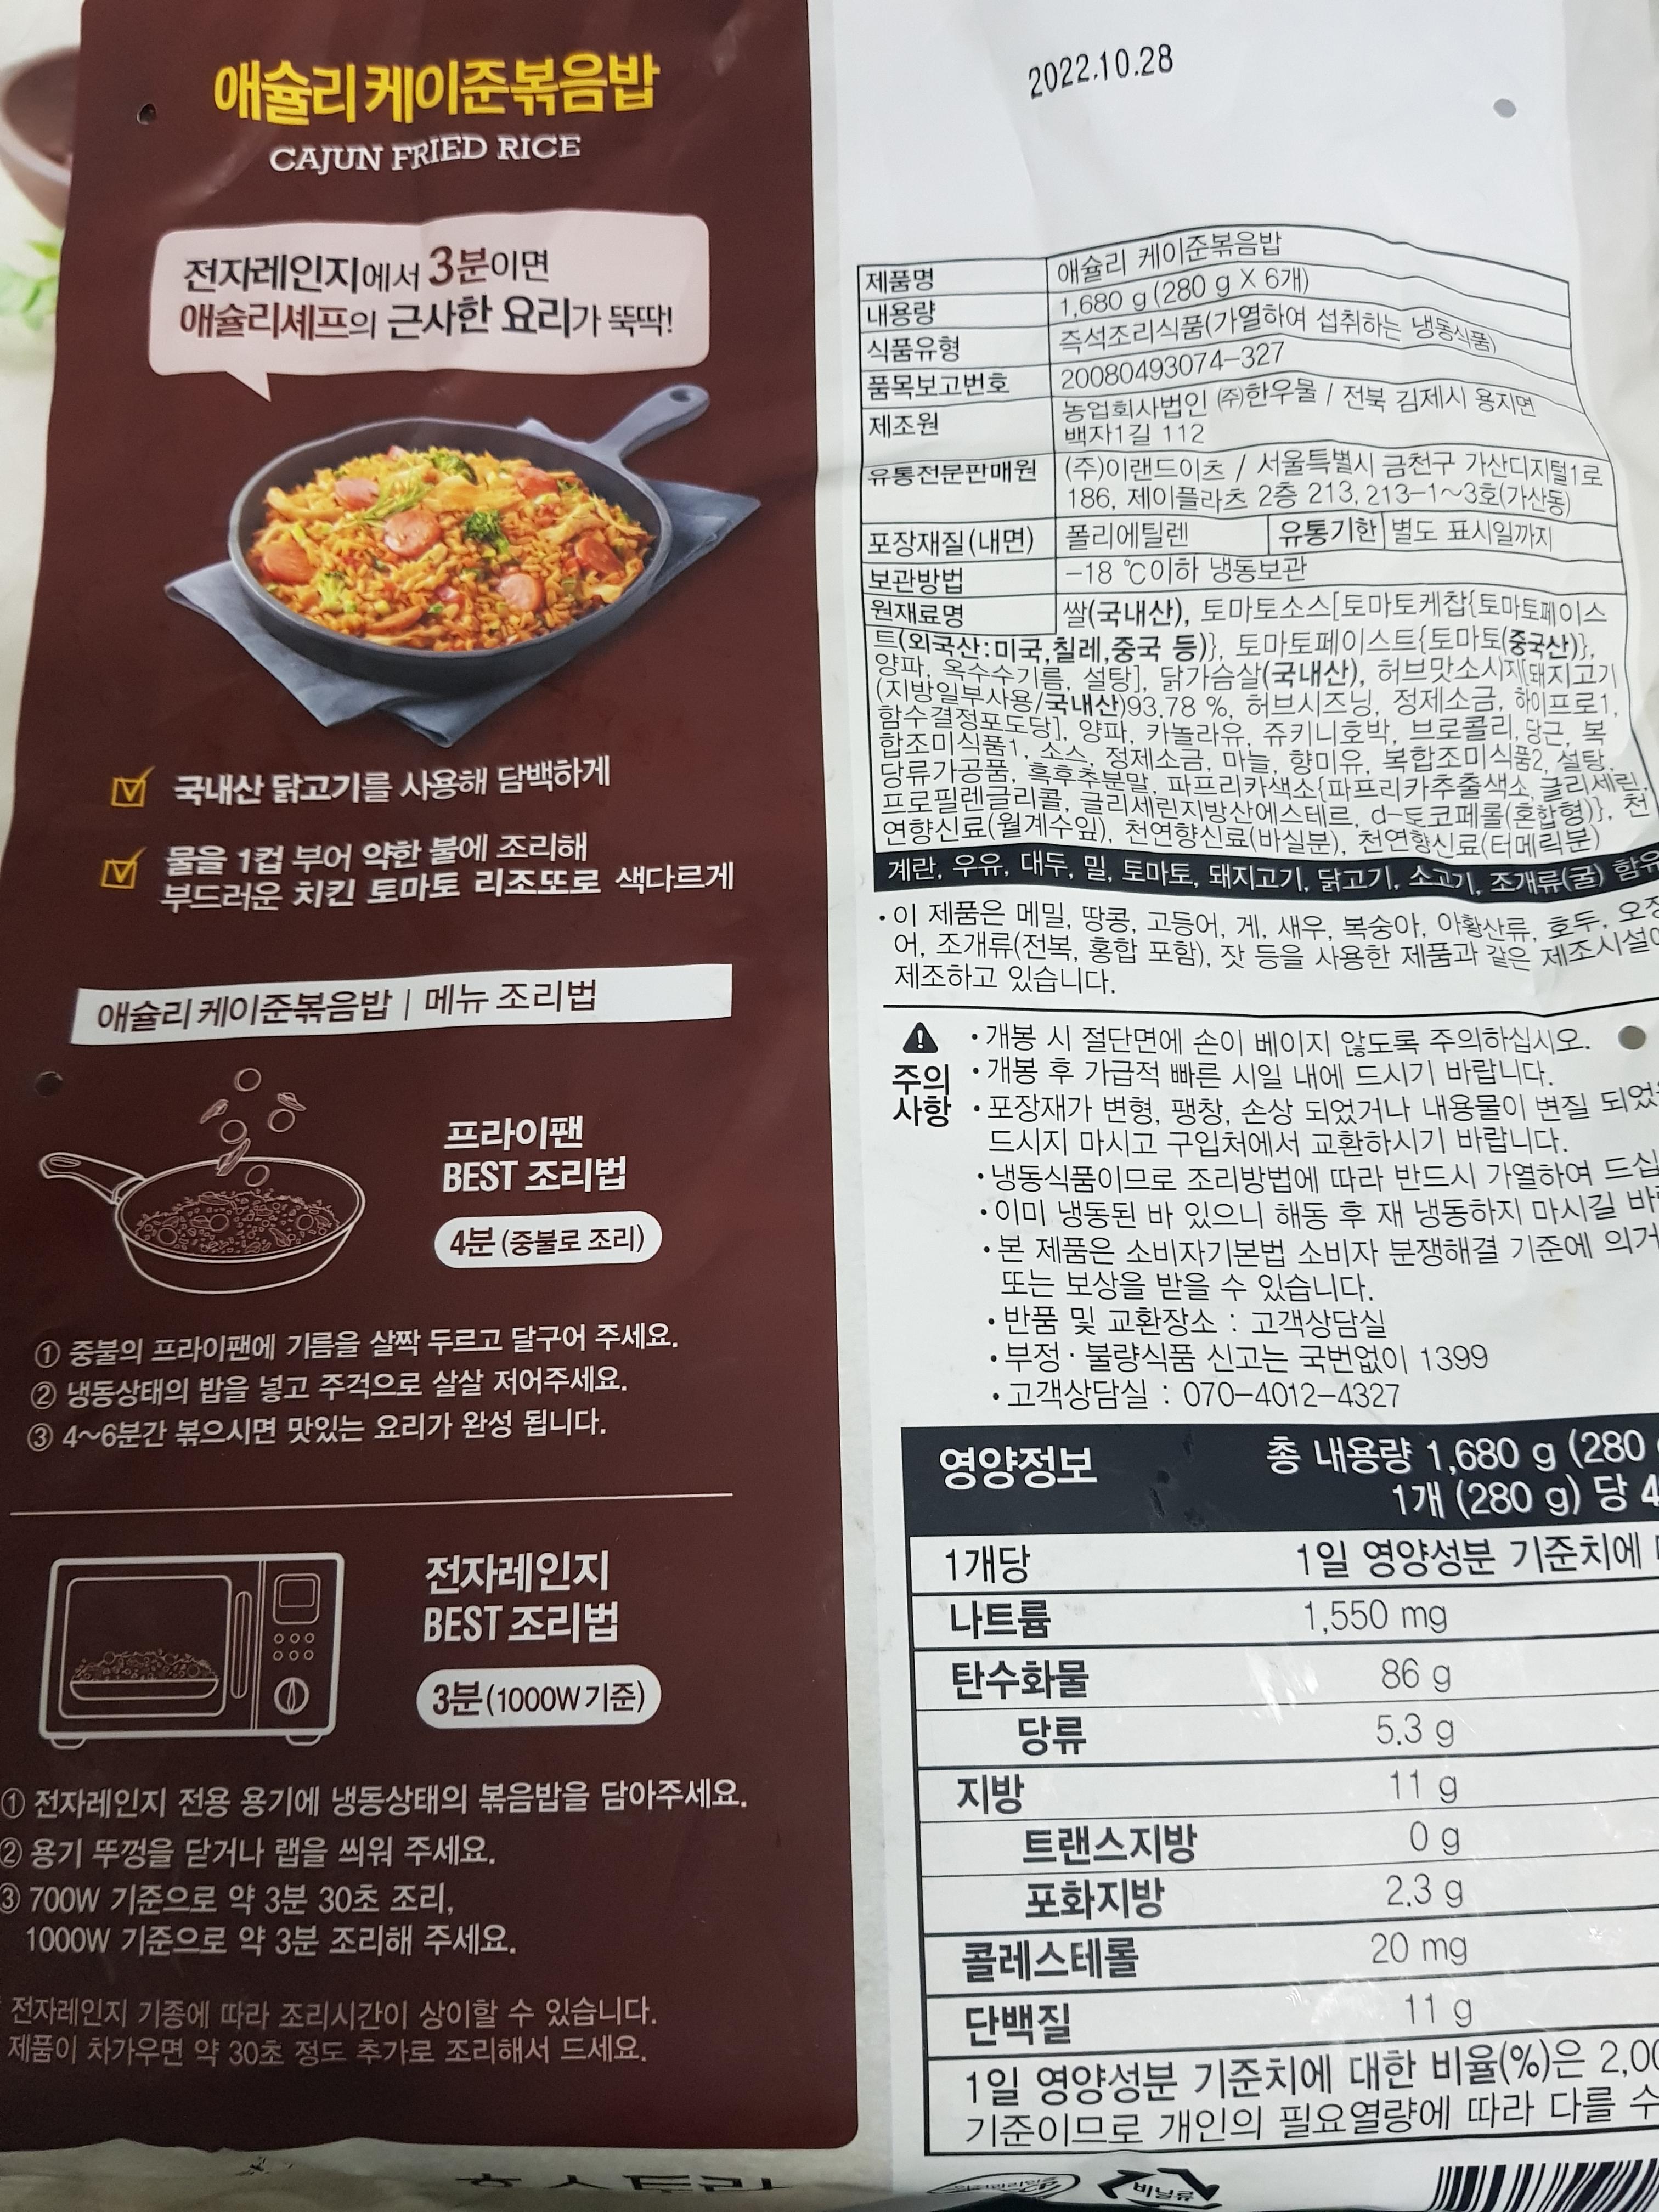 애슐리 케이준볶음밥
CAJUN FRIED RICE
전자레인지에서 3분이면
애슐리셰프의 근사한 요리가 뚝딱!
국내산 닭고기를 사용해 담백하게
물을 1컵 부어 약한 불에 조리해
부드러운 치킨 토마토 리조또로 색다르게
애슐리 케이준볶음밥 | 메뉴 조리법
프라이팬
BEST 조리법
4분 (중불로 조리)
① 중불의 프라이팬에 기름을 살짝 두르고 달구어 주세요.
② 냉동상태의 밥을 넣고 주걱으로 살살 저어주세요.
③ 4~6분간 볶으시면 맛있는 요리가 완성 됩니다.
전자레인지
BEST 조리법
3분 (1000W 기준)
① 전자레인지 전용 용기에 냉동상태의 볶음밥을 담아주세요.
② 용기 뚜껑을 닫거나 랩을 씌워 주세요.
③ 700W 기준으로 약 3분 30초 조리,
1000W 기준으로 약 3분 조리해 주세요.
전자레인지 기종에 따라 조리시간이 상이할 수 있습니다.
제품이 차가우면 약 30초 정도 추가로 조리해서 드세요.
2022.10.28
제품명 애슐리 케이준볶음밥
내용량 1,680 g (280 g X 6개)
식품유형 즉석조리식품(가열하여 섭취하는 냉동식품)
품목보고번호 20080493074-327
제조원 농업회사법인 (주)한우물 / 전북 김제시 용지면
백자1길 112
유통전문판매원 (주)이랜드이츠 / 서울특별시 금천구 가산디지털1로
186, 제이플라츠 2층 213, 213-1~3호(가산동)
포장재질(내면) 폴리에틸렌 유통기한 별도 표시일까지
보관방법 -18 ℃이하 냉동보관
원재료명 쌀(국내산), 토마토소스[토마토케찹{토마토페이스
트(외국산:미국,칠레,중국 등)}, 토마토페이스트{토마토(중국산)},
양파, 옥수수기름, 설탕], 닭가슴살(국내산), 허브맛소시지[돼지고기
(지방일부사용/국내산)93.78 %, 허브시즈닝, 정제소금, 하이프로1,
함수결정포도당], 양파, 카놀라유, 쥬키니호박, 브로콜리, 당근, 복
합조미식품1, 소스, 정제소금, 마늘, 향미유, 복합조미식품2, 설탕,
당류가공품, 흑후추분말, 파프리카색소{파프리카추출색소, 글리세린,
프로필렌글리콜, 글리세린지방산에스테르, d-토코페롤(혼합형)}, 천
연향신료(월계수잎), 천연향신료(바실분), 천연향신료(터메릭분)
계란, 우유, 대두, 밀, 토마토, 돼지고기, 닭고기, 소고기, 조개류(굴) 함유
• 이 제품은 메밀, 땅콩, 고등어, 게, 새우, 복숭아, 아황산류, 호두, 오징
어, 조개류(전복, 홍합 포함), 잣 등을 사용한 제품과 같은 제조시설에
제조하고 있습니다.
주의
사항
• 개봉 시 절단면에 손이 베이지 않도록 주의하십시오.
• 개봉 후 가급적 빠른 시일 내에 드시기 바랍니다.
• 포장재가 변형, 팽창, 손상 되었거나 내용물이 변질 되었
드시지 마시고 구입처에서 교환하시기 바랍니다.
• 냉동식품이므로 조리방법에 따라 반드시 가열하여 드십
• 이미 냉동된 바 있으니 해동 후 재 냉동하지 마시길 바
• 본 제품은 소비자기본법 소비자 분쟁해결 기준에 의거
또는 보상을 받을 수 있습니다.
• 반품 및 교환장소 : 고객상담실
• 부정 · 불량식품 신고는 국번없이 1399
• 고객상담실 : 070-4012-4327
영양정보 총 내용량 1,680 g (280
1개 (280 g) 당 4
1개당 1일 영양성분 기준치에
나트륨 1,550 mg
탄수화물 86 g
당류 5.3 g
지방 11 g
트랜스지방 0 g
포화지방 2.3 g
콜레스테롤 20 mg
단백질 11 g
1일 영양성분 기준치에 대한 비율(%)은 2,00
기준이므로 개인의 필요열량에 따라 다를 수
비닐류